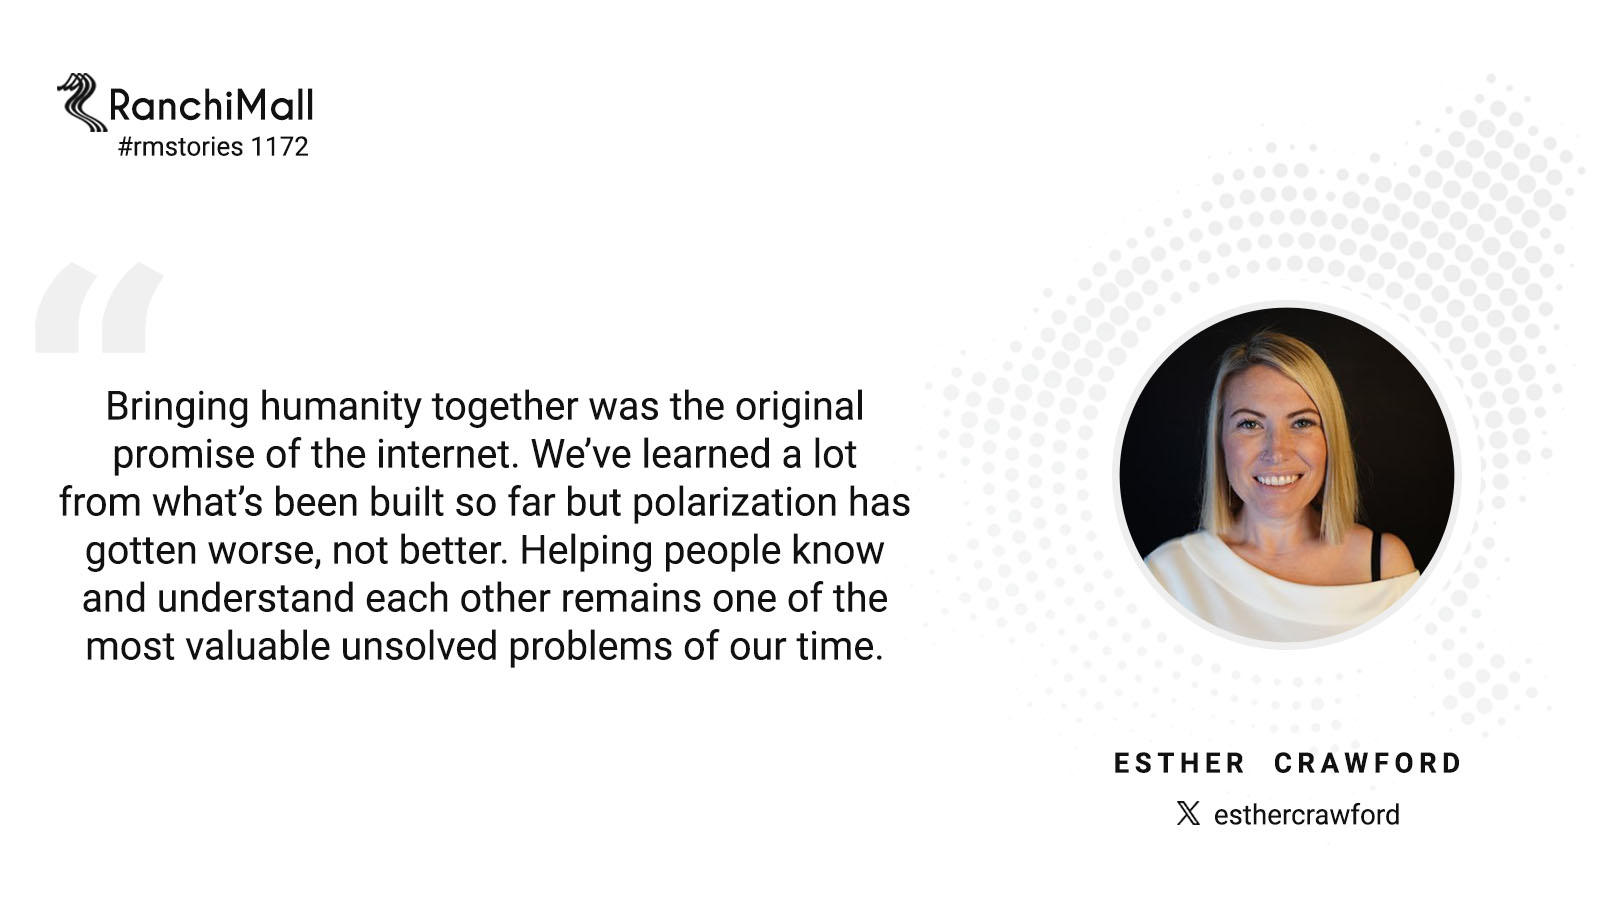 RanchiMall
#rmstories 1172
“
Bringing humanity together was the original
promise of the internet. We’ve learned a lot
from what’s been built so far but polarization has
gotten worse, not better. Helping people know
and understand each other remains one of the
most valuable unsolved problems of our time.
ESTHER CRAWFORD
X esthercrawford